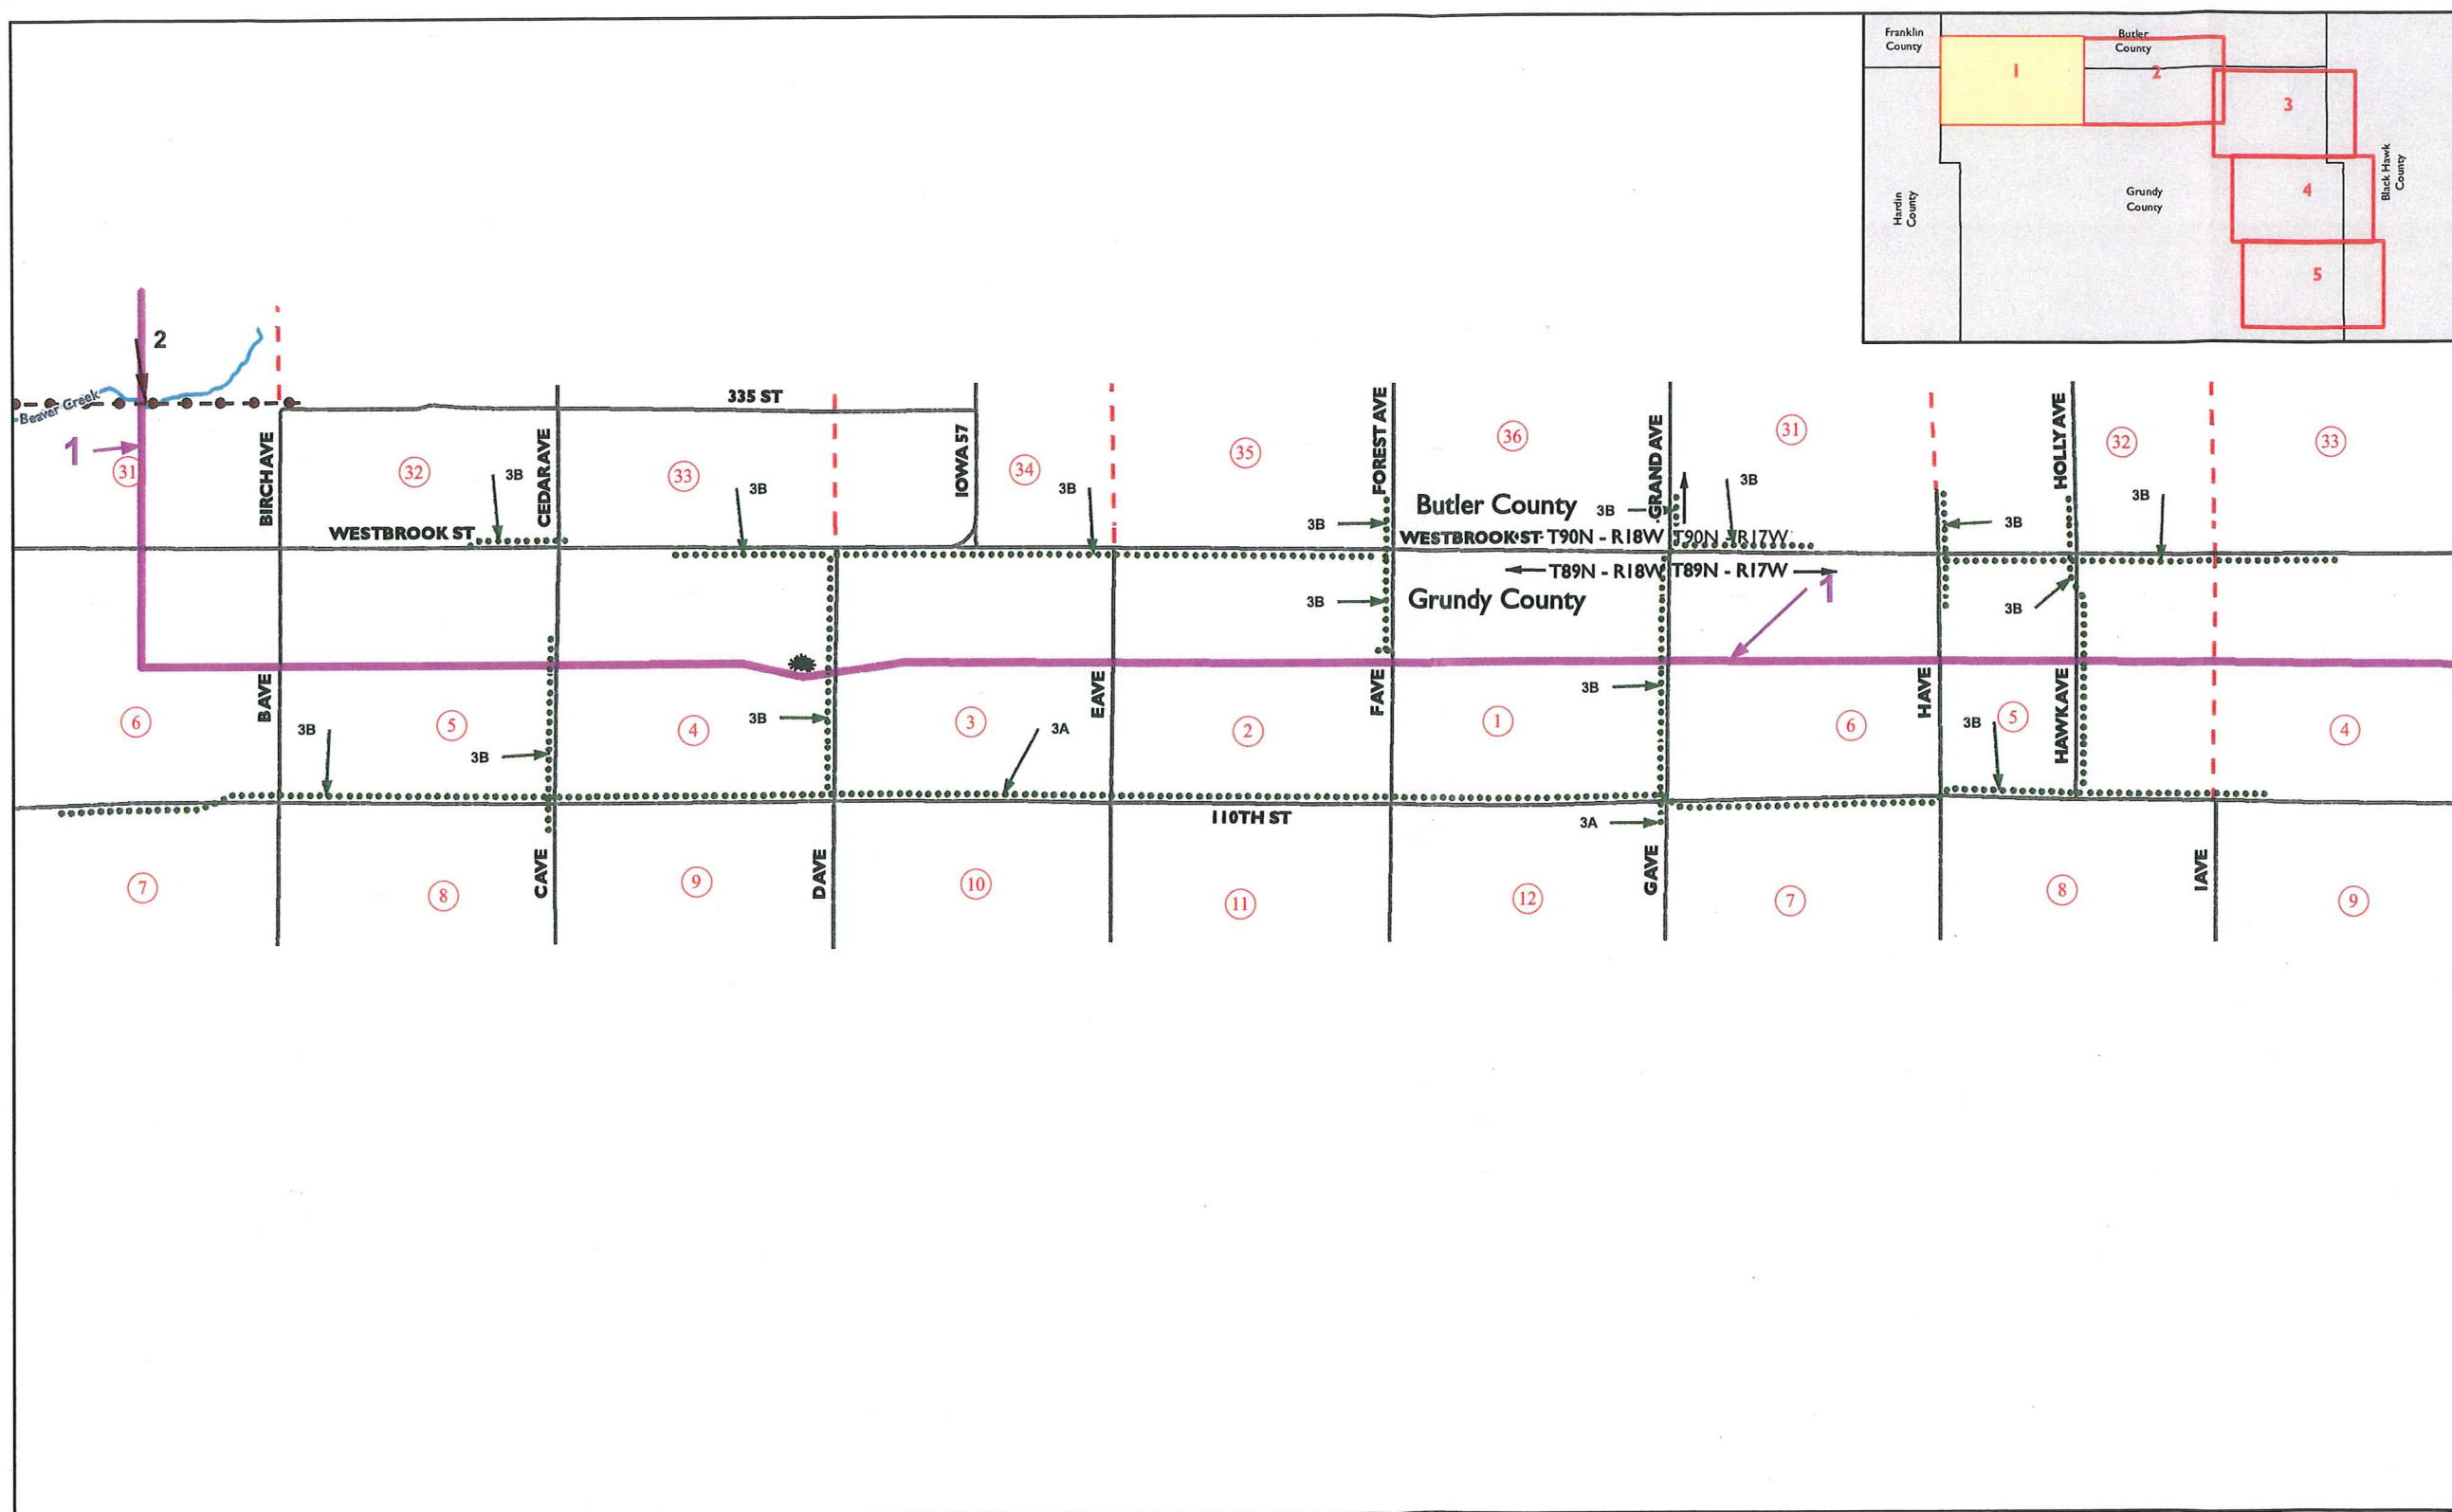 Franklin
County
Butler
County
1
2
3
4
5
Hardin
County
Grundy
County
Black Hawk
County
2
Beaver Creek
1
31
BIRCH AVE
335 ST
32
3B
CEDAR AVE
33
3B
IOWA 57
34
3B
35
FOREST AVE
36
GRAND AVE
31
3B
HOLLY AVE
32
3B
33
WESTBROOK ST
3B
Butler County
3B
3B
WESTBROOK ST
T90N - R18W
T90N - R17W
T89N - R18W
T89N - R17W
3B
Grundy County
1
3B
6
B AVE
3B
5
3B
4
3B
3
3A
E AVE
2
F AVE
1
3B
6
H AVE
3B
5
HAWK AVE
4
110TH ST
3A
7
8
C AVE
9
D AVE
10
11
12
G AVE
7
8
I AVE
9